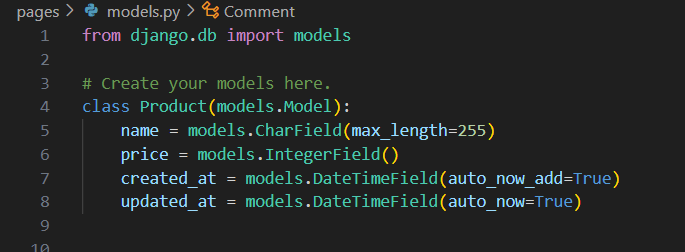 pages > models.py > Comment
1 from django.db import models
2
3 # Create your models here.
4 class Product(models.Model):
5     name = models.CharField(max_length=255)
6     price = models.IntegerField()
7     created_at = models.DateTimeField(auto_now_add=True)
8     updated_at = models.DateTimeField(auto_now=True)
9
10